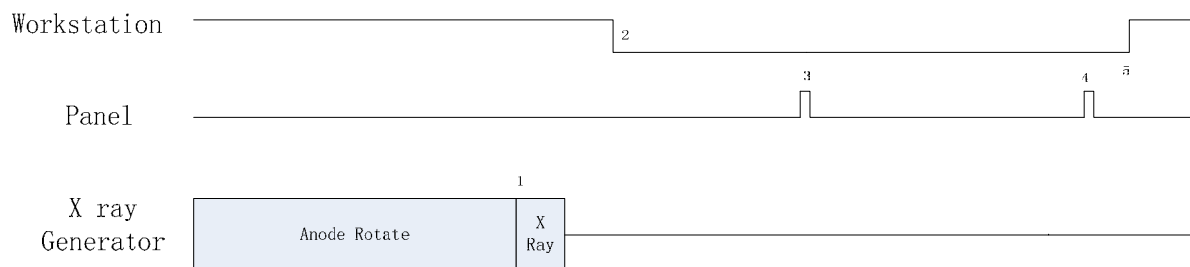 Workstation
2
3
4
5
Panel
1
X ray
Generator
Anode Rotate
X
Ray